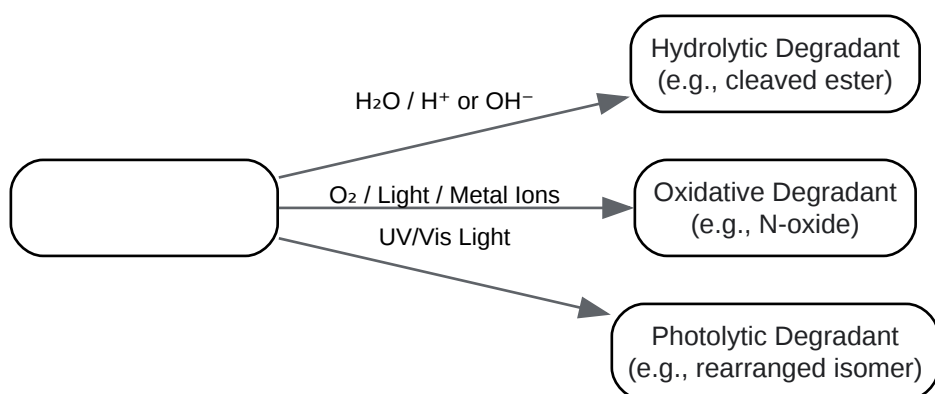 Hydrolytic Degradant
(e.g., cleaved ester)
H₂O / H⁺ or OH⁻
O₂ / Light / Metal Ions
Oxidative Degradant
(e.g., N-oxide)
UV/Vis Light
Photolytic Degradant
(e.g., rearranged isomer)